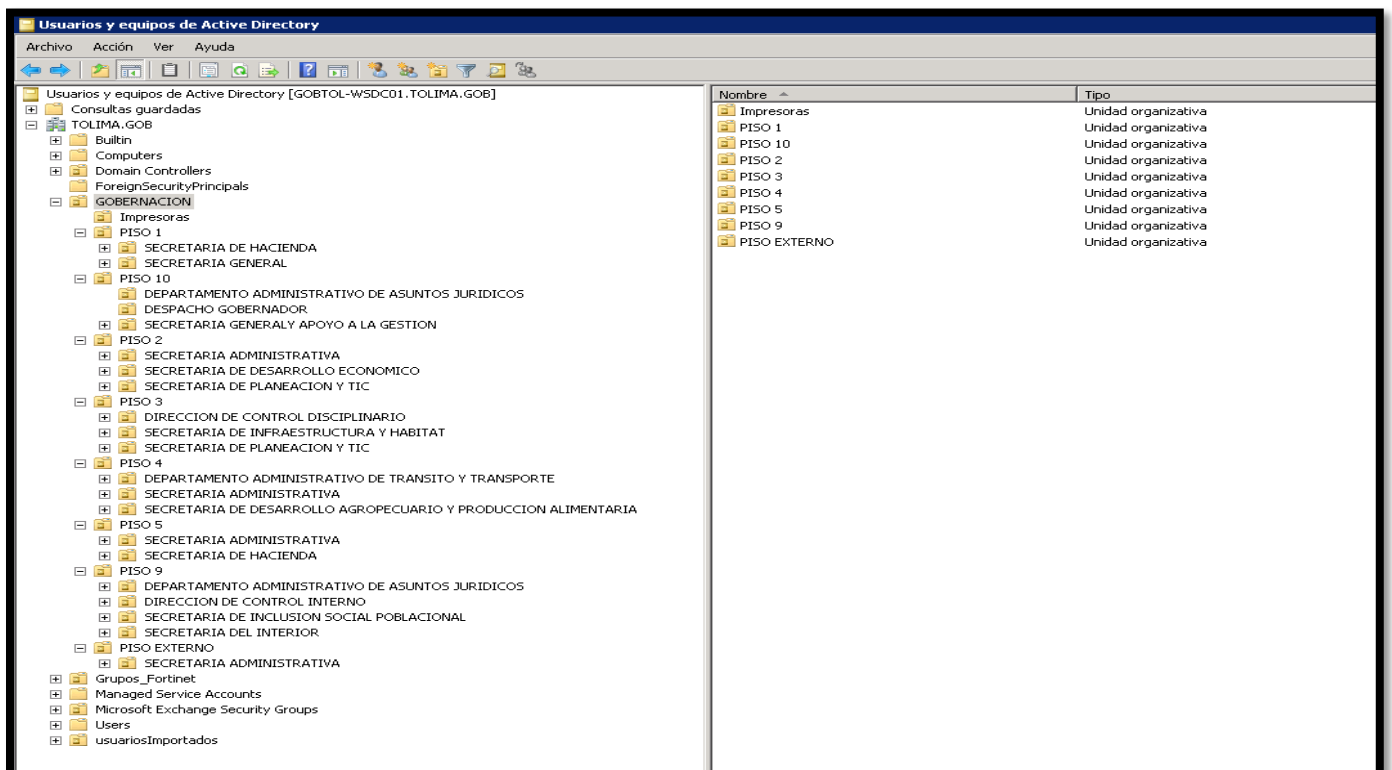 Usuarios y equipos de Active Directory
Archivo Acción Ver Ayuda
Usuarios y equipos de Active Directory [GOBTOL-WSDC01.TOLIMA.GOB]
Consultas guardadas
TOLIMA.GOB
Builtin
Computers
Domain Controllers
ForeignSecurityPrincipals
GOBERNACION
Impresoras
PISO 1
SECRETARIA DE HACIENDA
SECRETARIA GENERAL
PISO 10
DEPARTAMENTO ADMINISTRATIVO DE ASUNTOS JURIDICOS
DESPACHO GOBERNADOR
SECRETARIA GENERALY APOYO A LA GESTION
PISO 2
SECRETARIA ADMINISTRATIVA
SECRETARIA DE DESARROLLO ECONOMICO
SECRETARIA DE PLANEACION Y TIC
PISO 3
DIRECCION DE CONTROL DISCIPLINARIO
SECRETARIA DE INFRAESTRUCTURA Y HABITAT
SECRETARIA DE PLANEACION Y TIC
PISO 4
DEPARTAMENTO ADMINISTRATIVO DE TRANSITO Y TRANSPORTE
SECRETARIA ADMINISTRATIVA
SECRETARIA DE DESARROLLO AGROPECUARIO Y PRODUCCION ALIMENTARIA
PISO 5
SECRETARIA ADMINISTRATIVA
SECRETARIA DE HACIENDA
PISO 9
DEPARTAMENTO ADMINISTRATIVO DE ASUNTOS JURIDICOS
DIRECCION DE CONTROL INTERNO
SECRETARIA DE INCLUSION SOCIAL POBLACIONAL
SECRETARIA DEL INTERIOR
PISO EXTERNO
SECRETARIA ADMINISTRATIVA
Grupos_Fortinet
Managed Service Accounts
Microsoft Exchange Security Groups
Users
usuariosImportados
Nombre Tipo
Impresoras Unidad organizativa
PISO 1 Unidad organizativa
PISO 10 Unidad organizativa
PISO 2 Unidad organizativa
PISO 3 Unidad organizativa
PISO 4 Unidad organizativa
PISO 5 Unidad organizativa
PISO 9 Unidad organizativa
PISO EXTERNO Unidad organizativa